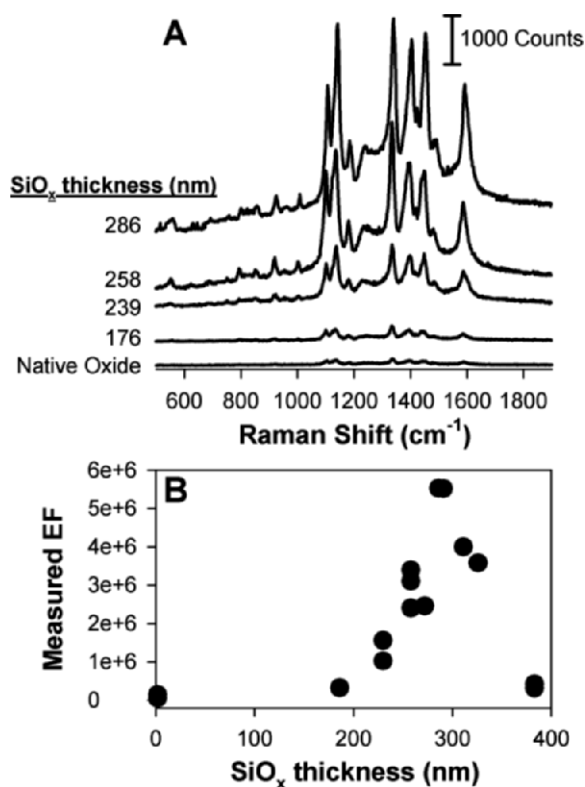 A
1000 Counts
SiOₓ thickness (nm)
286
258
239
176
Native Oxide
600 800 1000 1200 1400 1600 1800
Raman Shift (cm⁻¹)
B
Measured EF
6e+6
5e+6
4e+6
3e+6
2e+6
1e+6
0
0 100 200 300 400
SiOₓ thickness (nm)